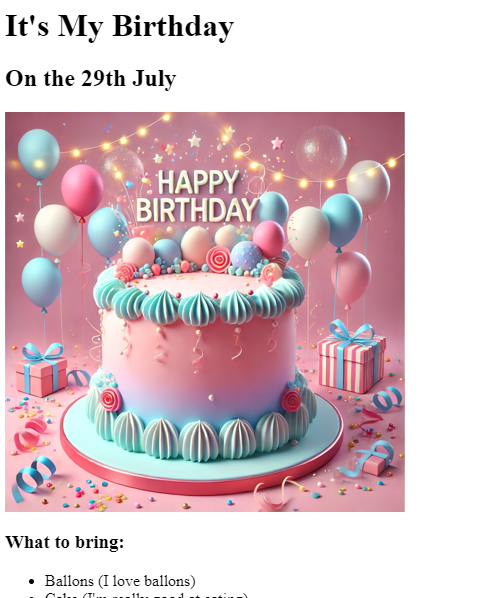 It's My Birthday
On the 29th July
HAPPY
BIRTHDAY
What to bring:
Ballons (I love ballons)
Cake (I'm really good at eating)